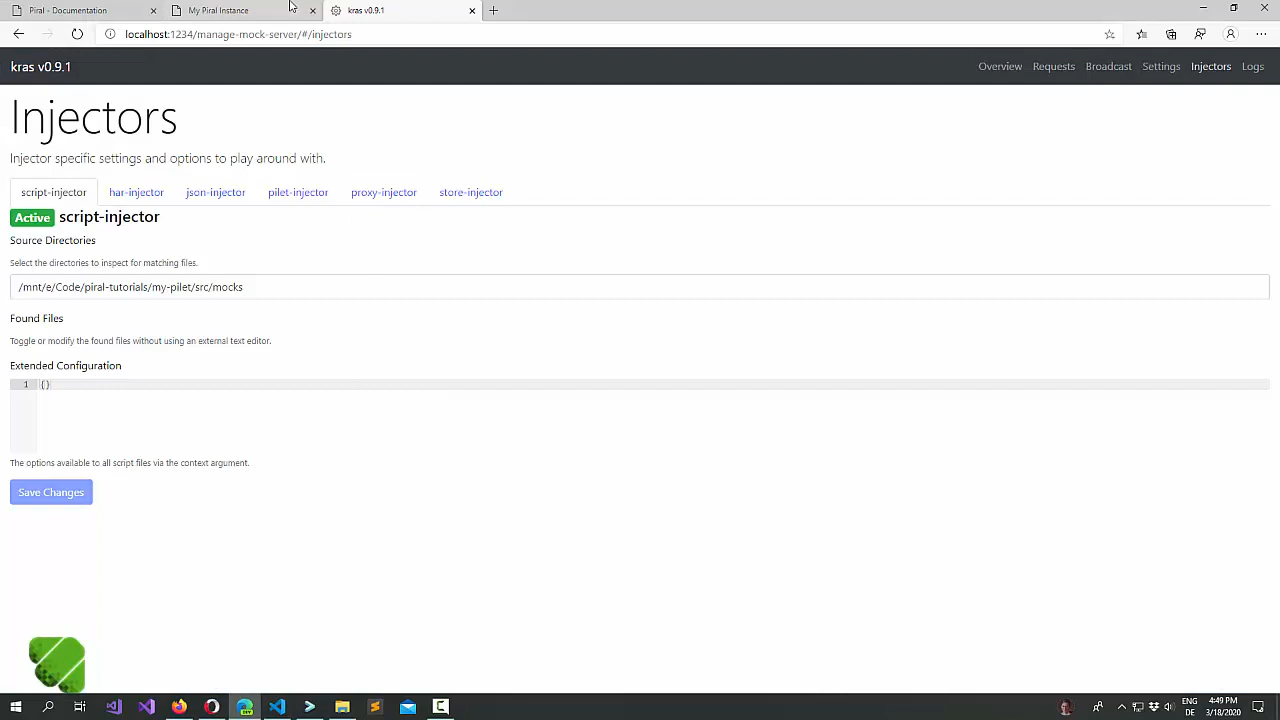 Piral - Documentation
My Piral Instance
kras v0.9.1
localhost:1234/manage-mock-server/#/injectors
kras v0.9.1
Overview
Requests
Broadcast
Settings
Injectors
Logs
Injectors
Injector specific settings and options to play around with.
script-injector
har-injector
json-injector
pilet-injector
proxy-injector
store-injector
Active script-injector
Source Directories
Select the directories to inspect for matching files.
/mnt/e/Code/piral-tutorials/my-pilet/src/mocks
Found Files
Toggle or modify the found files without using an external text editor.
Extended Configuration
1 {}
The options available to all script files via the context argument.
Save Changes
ENG
DE
4:49 PM
3/18/2020